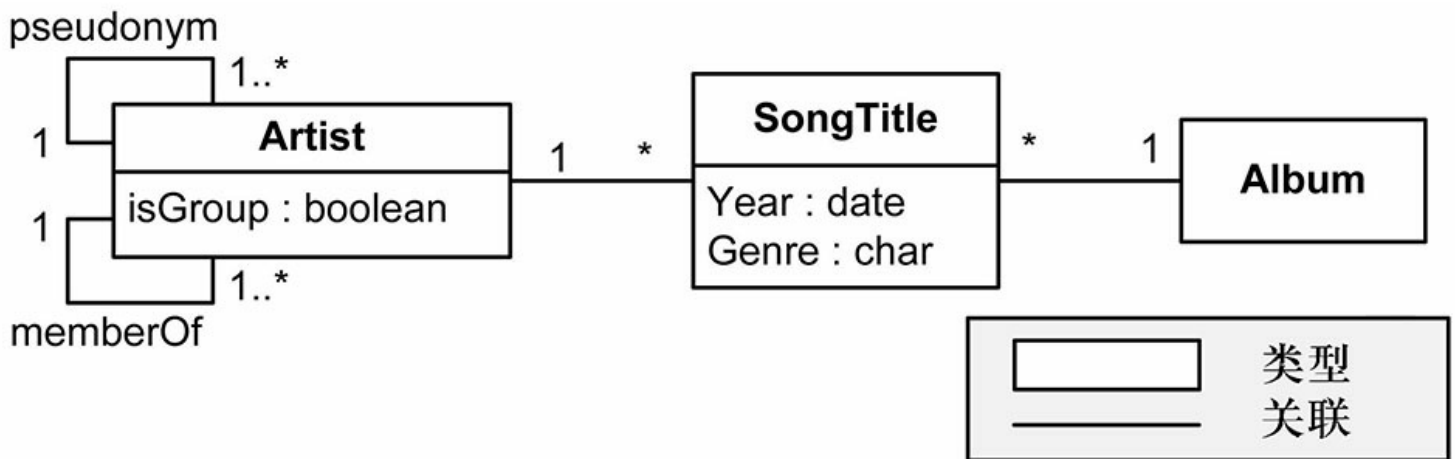 pseudonym
1..*
1
Artist
isGroup : boolean
1
1..*
memberOf
1
*
SongTitle
Year : date
Genre : char
*
1
Album
类型
关联